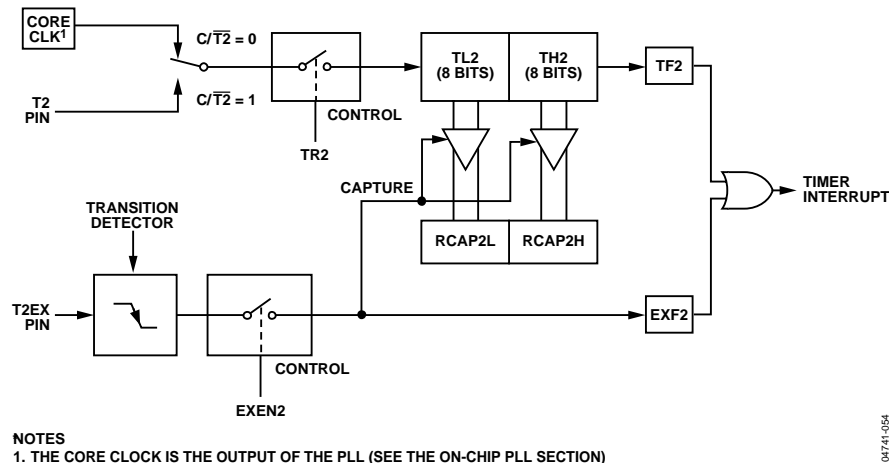 CORE
CLK1
C/T2 = 0
C/T2 = 1
T2
PIN
CONTROL
TR2
TL2
(8 BITS)
TH2
(8 BITS)
TF2
CAPTURE
RCAP2L
RCAP2H
TIMER
INTERRUPT
TRANSITION
DETECTOR
T2EX
PIN
CONTROL
EXEN2
EXF2
NOTES
1. THE CORE CLOCK IS THE OUTPUT OF THE PLL (SEE THE ON-CHIP PLL SECTION)
04741-054